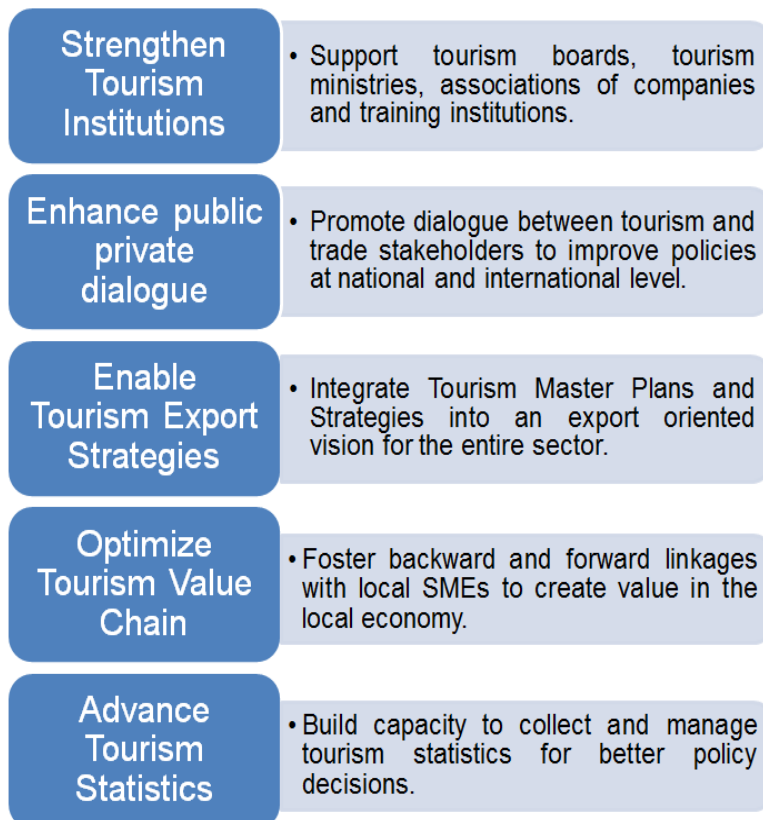 Strengthen
Tourism
Institutions
• Support tourism boards, tourism
ministries, associations of companies
and training institutions.
Enhance public
private
dialogue
• Promote dialogue between tourism and
trade stakeholders to improve policies
at national and international level.
Enable
Tourism Export
Strategies
• Integrate Tourism Master Plans and
Strategies into an export oriented
vision for the entire sector.
Optimize
Tourism Value
Chain
• Foster backward and forward linkages
with local SMEs to create value in the
local economy.
Advance
Tourism
Statistics
• Build capacity to collect and manage
tourism statistics for better policy
decisions.